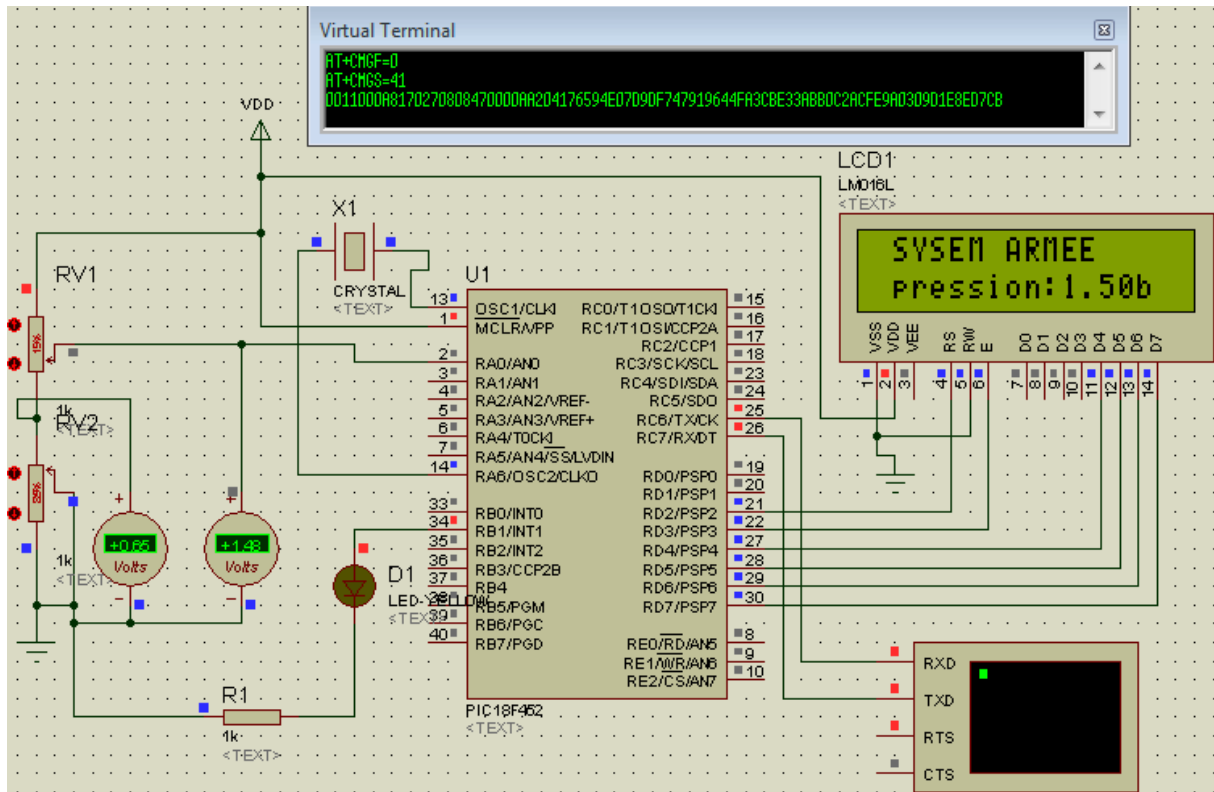 Virtual Terminal
AT+CMGF=0
AT+CMGS=41
VDD
LCD1
LM016L
<TEXT>
SYSEM ARMEE
pression:1.50b
VSS
VDD
VEE
RS
RW
E
D0
D1
D2
D3
D4
D5
D6
D7
1
2
3
4
5
6
7
8
9
10
11
12
13
14
X1
CRYSTAL
<TEXT>
RV1
1k
<TEXT>
RV2
1k
<TEXT>
+0.65
Volts
+1.48
Volts
U1
13 OSC1/CLKI
1 MCLR/VPP
2 RA0/AN0
3 RA1/AN1
4 RA2/AN2/VREF-
5 RA3/AN3/VREF+
6 RA4/T0CKI
7 RA5/AN4/SS/LVDIN
14 RA6/OSC2/CLKO
33 RB0/INT0
34 RB1/INT1
35 RB2/INT2
36 RB3/CCP2B
37 RB4
38 RB5/PGM
39 RB6/PGC
40 RB7/PGD
RC0/T1OSO/T1CKI 15
RC1/T1OSI/CCP2A 16
RC2/CCP1 17
RC3/SCK/SCL 18
RC4/SDI/SDA 23
RC5/SDO 24
RC6/TX/CK 25
RC7/RX/DT 26
RD0/PSP0 19
RD1/PSP1 20
RD2/PSP2 21
RD3/PSP3 22
RD4/PSP4 27
RD5/PSP5 28
RD6/PSP6 29
RD7/PSP7 30
RE0/RD/AN5 8
RE1/WR/AN6 9
RE2/CS/AN7 10
PIC18F452
<TEXT>
D1
LED-YELLOW
<TEXT>
R1
1k
<TEXT>
RXD
TXD
RTS
CTS